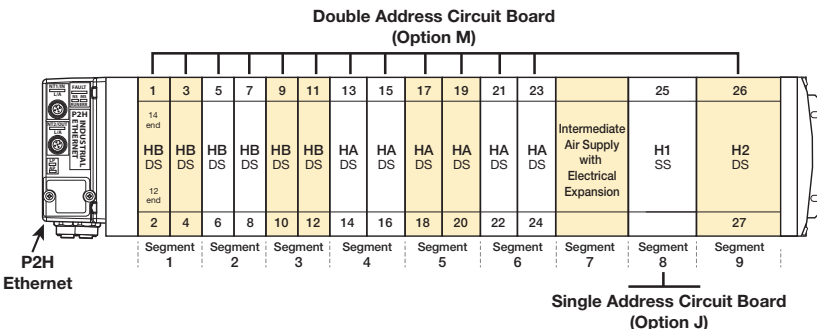 Double Address Circuit Board
(Option M)
1 3 5 7 9 11 13 15 17 19 21 23 25 26
14
end
HB HB HB HB HB HB HA HA HA HA HA HA Intermediate Air Supply with Electrical Expansion H1 H2
DS DS DS DS DS DS DS DS DS DS DS DS SS DS
12
end
2 4 6 8 10 12 14 16 18 20 22 24 27
Segment 1 Segment 2 Segment 3 Segment 4 Segment 5 Segment 6 Segment 7 Segment 8 Segment 9
L/A
FAULT
P2H
INDUSTRIAL
ETHERNET
L/A
P2H
Ethernet
Single Address Circuit Board
(Option J)